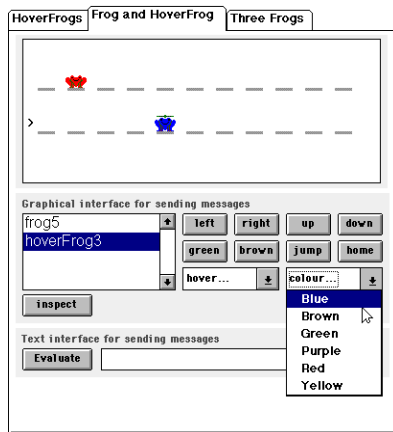 HoverFrogs Frog and HoverFrog Three Frogs
>
Graphical interface for sending messages
frog5 left right up down
hoverFrog3 green brown jump home
hover... colour...
inspect Blue
Brown
Text interface for sending messages Green
Evaluate Purple
Red
Yellow